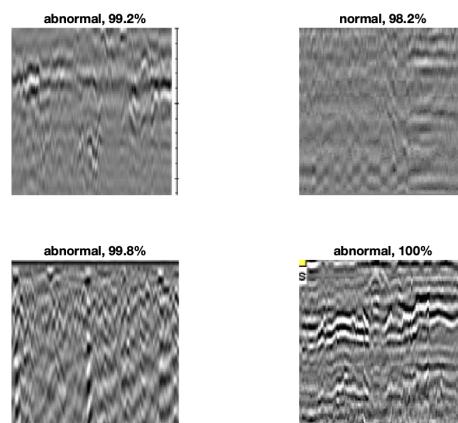 abnormal, 99.2%
normal, 98.2%
abnormal, 99.8%
abnormal, 100%
S